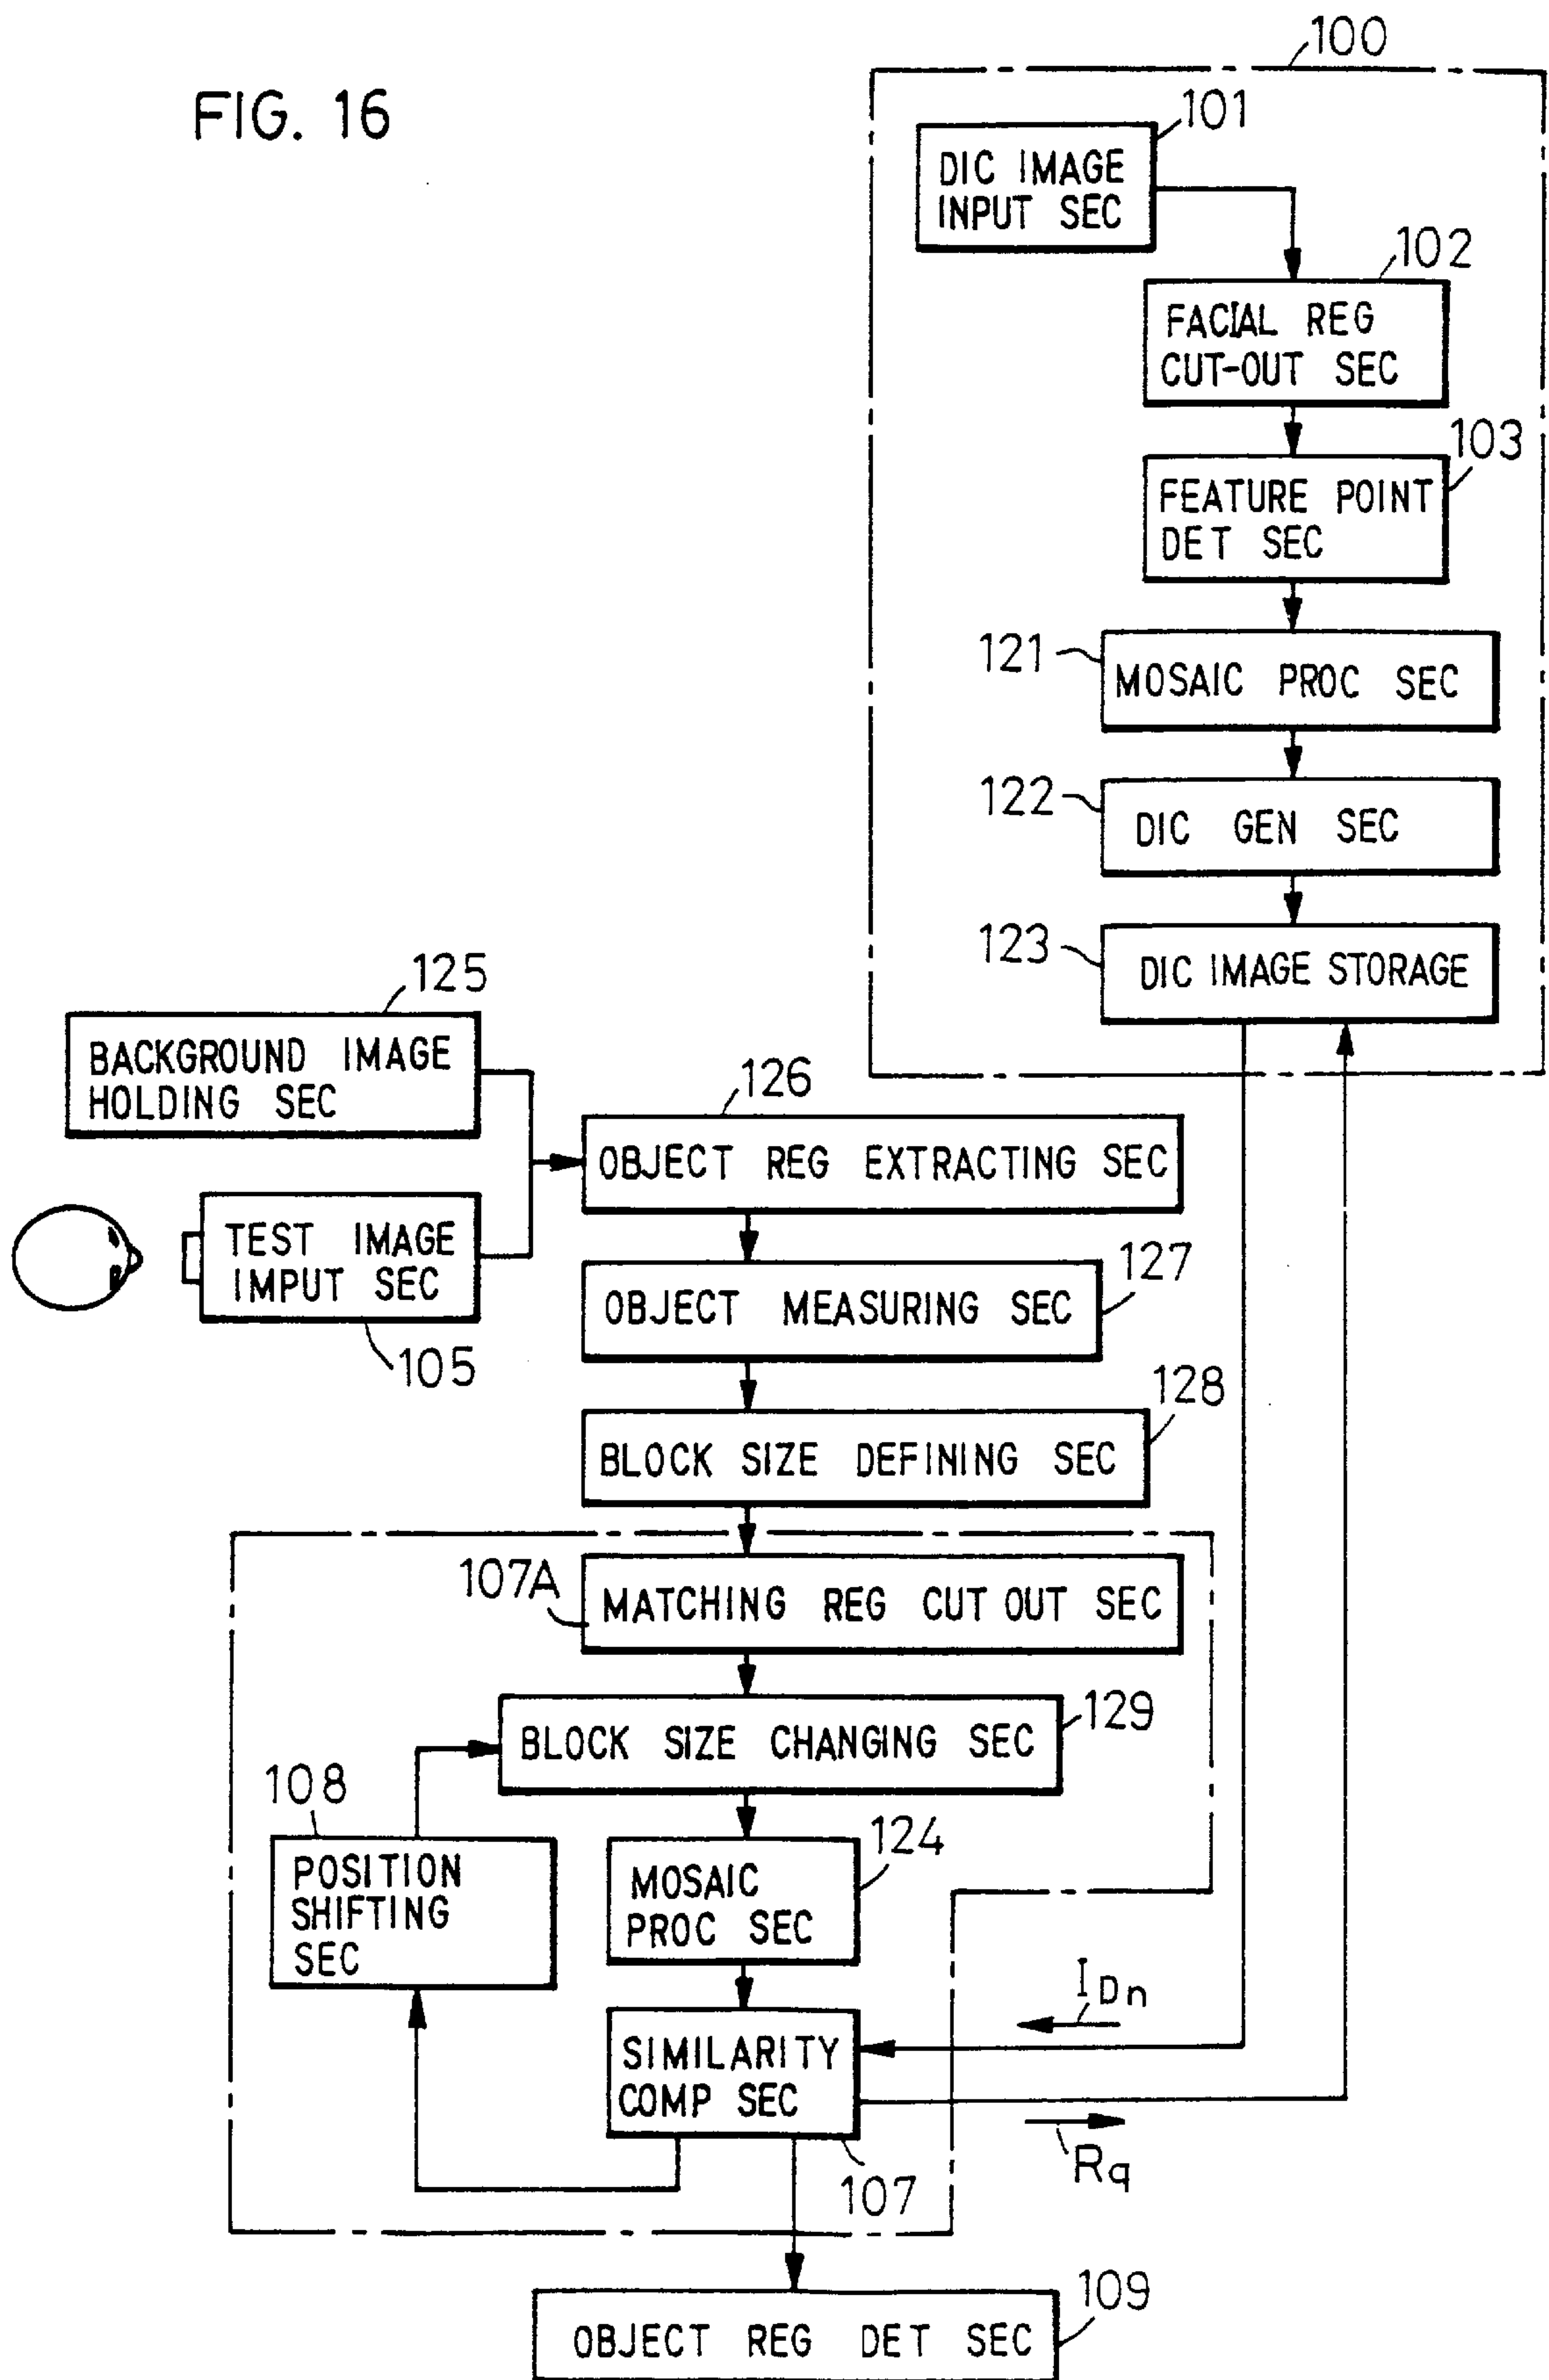 FIG. 16
100
101
DIC IMAGE
INPUT SEC
102
FACIAL REG
CUT-OUT SEC
103
FEATURE POINT
DET SEC
121
MOSAIC PROC SEC
122
DIC GEN SEC
123
DIC IMAGE STORAGE
125
BACKGROUND IMAGE
HOLDING SEC
126
OBJECT REG EXTRACTING SEC
TEST IMAGE
IMPUT SEC
105
127
OBJECT MEASURING SEC
128
BLOCK SIZE DEFINING SEC
107A
MATCHING REG CUT OUT SEC
129
BLOCK SIZE CHANGING SEC
108
POSITION
SHIFTING
SEC
124
MOSAIC
PROC SEC
IDn
SIMILARITY
COMP SEC
Rq
107
109
OBJECT REG DET SEC